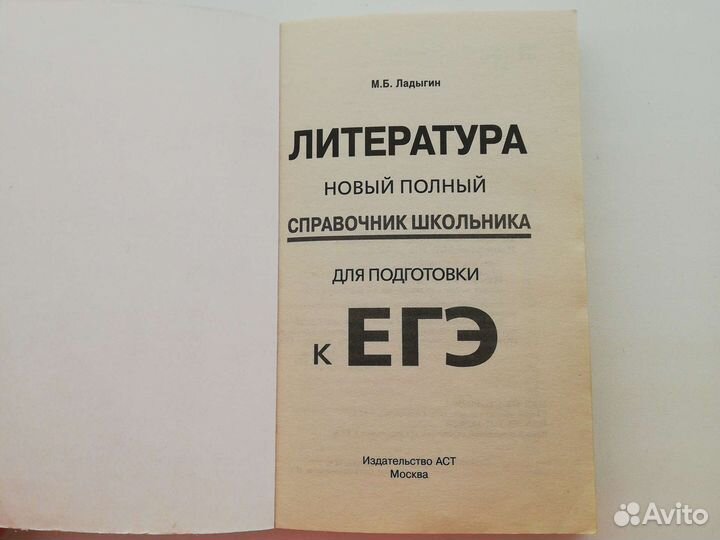 М.Б. Ладыгин
ЛИТЕРАТУРА
НОВЫЙ ПОЛНЫЙ
СПРАВОЧНИК ШКОЛЬНИКА
ДЛЯ ПОДГОТОВКИ
К ЕГЭ
Издательство АСТ
Москва
Avito